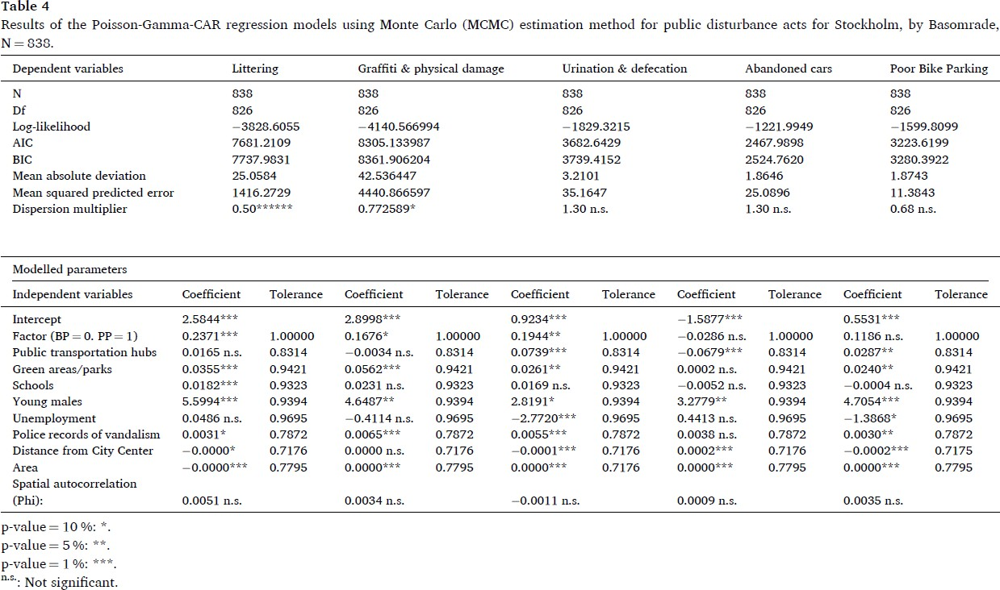 Table 4
Results of the Poisson-Gamma-CAR regression models using Monte Carlo (MCMC) estimation method for public disturbance acts for Stockholm, by Basomrade,
N = 838.
Dependent variables Littering Graffiti & physical damage Urination & defecation Abandoned cars Poor Bike Parking
N 838 838 838 838 838
Df 826 826 826 826 826
Log-likelihood −3828.6055 −4140.566994 −1829.3215 −1221.9949 −1599.8099
AIC 7681.2109 8305.133987 3682.6429 2467.9898 3223.6199
BIC 7737.9831 8361.906204 3739.4152 2524.7620 3280.3922
Mean absolute deviation 25.0584 42.536447 3.2101 1.8646 1.8743
Mean squared predicted error 1416.2729 4440.866597 35.1647 25.0896 11.3843
Dispersion multiplier 0.50****** 0.772589* 1.30 n.s. 1.30 n.s. 0.68 n.s.
Modelled parameters
Independent variables Coefficient Tolerance Coefficient Tolerance Coefficient Tolerance Coefficient Tolerance Coefficient Tolerance
Intercept 2.5844*** 2.8998*** 0.9234*** −1.5877*** 0.5531***
Factor (BP = 0. PP = 1) 0.2371*** 1.00000 0.1676* 1.00000 0.1944** 1.00000 −0.0286 n.s. 1.00000 0.1186 n.s. 1.00000
Public transportation hubs 0.0165 n.s. 0.8314 −0.0034 n.s. 0.8314 0.0739*** 0.8314 −0.0679*** 0.8314 0.0287** 0.8314
Green areas/parks 0.0355*** 0.9421 0.0562*** 0.9421 0.0261** 0.9421 0.0002 n.s. 0.9421 0.0240** 0.9421
Schools 0.0182*** 0.9323 0.0231 n.s. 0.9323 0.0169 n.s. 0.9323 −0.0052 n.s. 0.9323 −0.0004 n.s. 0.9323
Young males 5.5994*** 0.9394 4.6487** 0.9394 2.8191* 0.9394 3.2779** 0.9394 4.7054*** 0.9394
Unemployment 0.0486 n.s. 0.9695 −0.4114 n.s. 0.9695 −2.7720*** 0.9695 0.4413 n.s. 0.9695 −1.3868* 0.9695
Police records of vandalism 0.0031* 0.7872 0.0065*** 0.7872 0.0055*** 0.7872 0.0038 n.s. 0.7872 0.0030** 0.7872
Distance from City Center −0.0000* 0.7176 0.0000 n.s. 0.7176 −0.0001*** 0.7176 0.0002*** 0.7176 −0.0002*** 0.7175
Area −0.0000*** 0.7795 0.0000*** 0.7795 0.0000*** 0.7176 0.0000*** 0.7795 0.0000*** 0.7795
Spatial autocorrelation
(Phi): 0.0051 n.s. 0.0034 n.s. −0.0011 n.s. 0.0009 n.s. 0.0035 n.s.
p-value = 10 %: *.
p-value = 5 %: **.
p-value = 1 %: ***.
n.s.: Not significant.